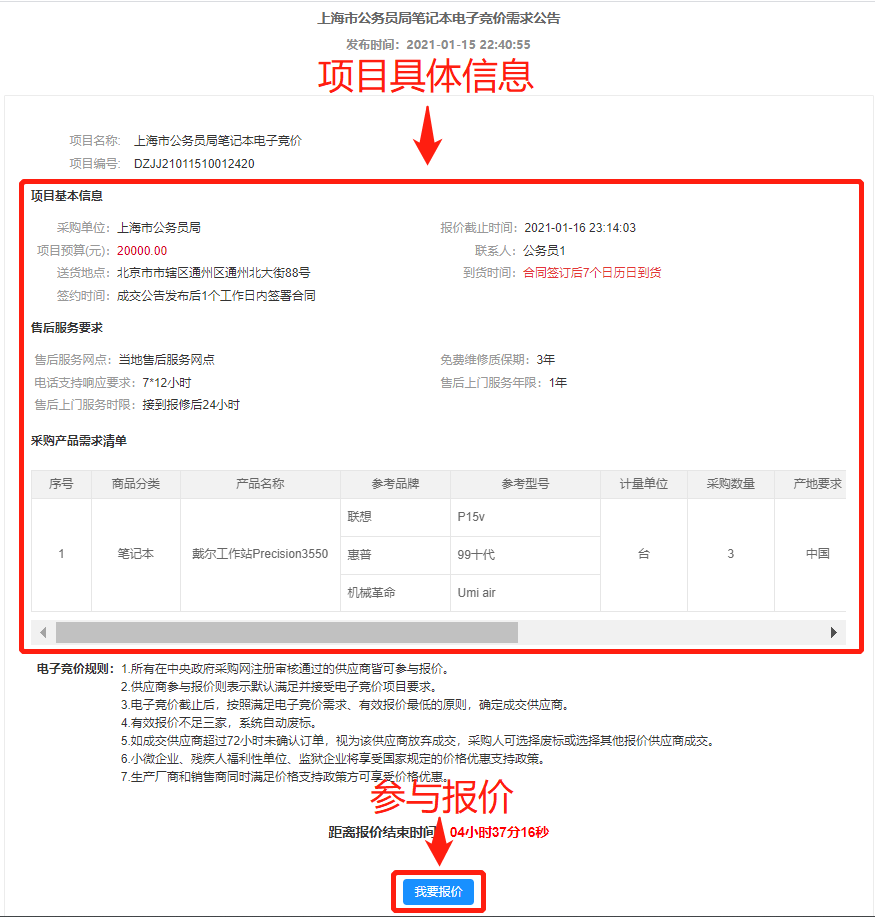 上海市公务员局笔记本电子竞价需求公告
发布时间：2021-01-15 22:40:55
项目具体信息
项目名称: 上海市公务员局笔记本电子竞价
项目编号: DZJJ21011510012420
项目基本信息
采购单位: 上海市公务员局 报价截止时间: 2021-01-16 23:14:03
项目预算(元): 20000.00 联系人: 公务员1
送货地点: 北京市市辖区通州区通州北大街88号 到货时间: 合同签订后7个日历日到货
签约时间: 成交公告发布后1个工作日内签署合同
售后服务要求
售后服务网点: 当地售后服务网点 免费维修质保期: 3年
电话支持响应要求: 7*12小时 售后上门服务年限: 1年
售后上门服务时限: 接到报修后24小时
采购产品需求清单
序号 商品分类 产品名称 参考品牌 参考型号 计量单位 采购数量 产地要求
联想 P15v
1 笔记本 戴尔工作站Precision3550 惠普 99十代 台 3 中国
机械革命 Umi air
电子竞价规则: 1.所有在中央政府采购网注册审核通过的供应商皆可参与报价。
2.供应商参与报价则表示默认满足并接受电子竞价项目要求。
3.电子竞价截止后，按照满足电子竞价需求、有效报价最低的原则，确定成交供应商。
4.有效报价不足三家，系统自动废标。
5.如成交供应商超过72小时未确认订单，视为该供应商放弃成交，采购人可选择废标或选择其他报价供应商成交。
6.小微企业、残疾人福利性单位、监狱企业将享受国家规定的价格优惠支持政策。
7.生产厂商和销售商同时满足价格支持政策方可享受价格优惠。
参与报价
距离报价结束时间 04小时37分16秒
我要报价